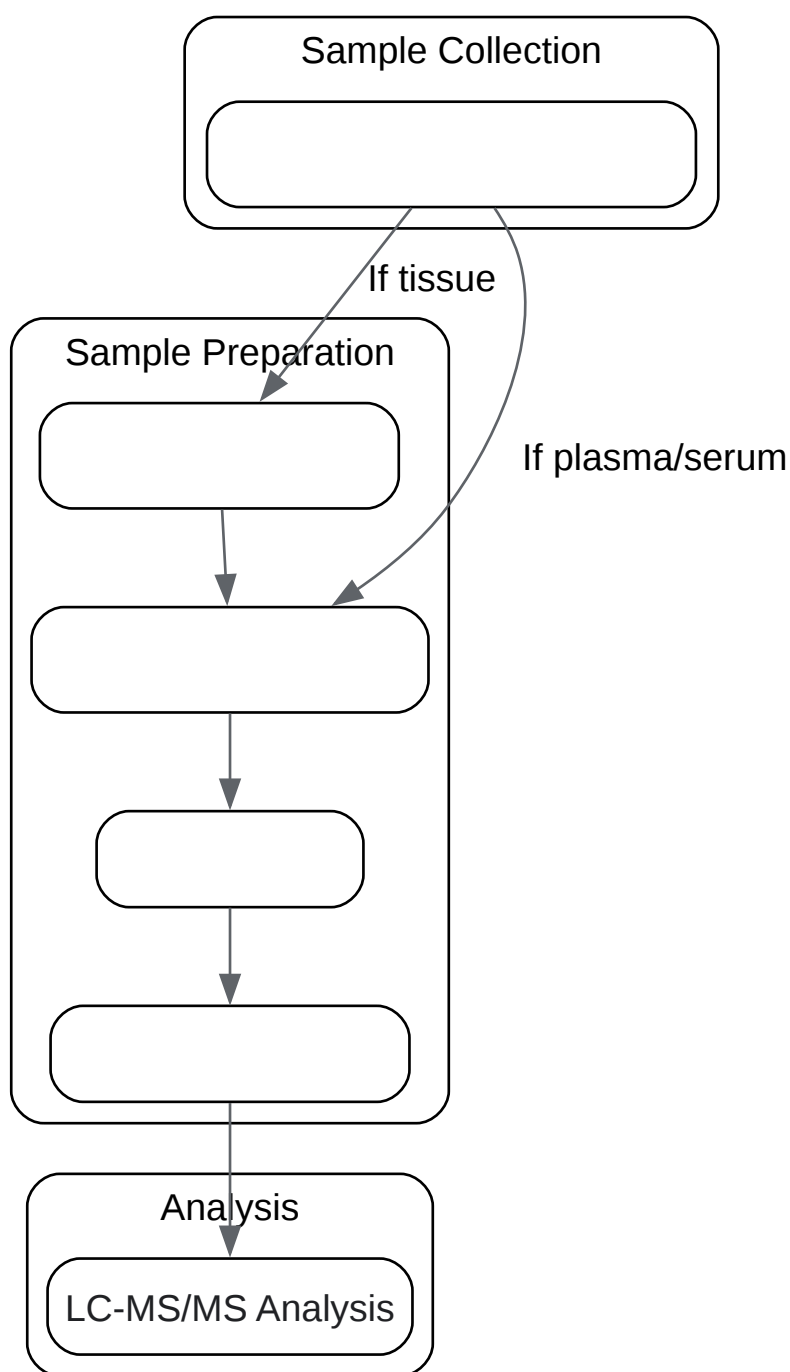 Sample Collection
If tissue
Sample Preparation
If plasma/serum
Analysis
LC-MS/MS Analysis